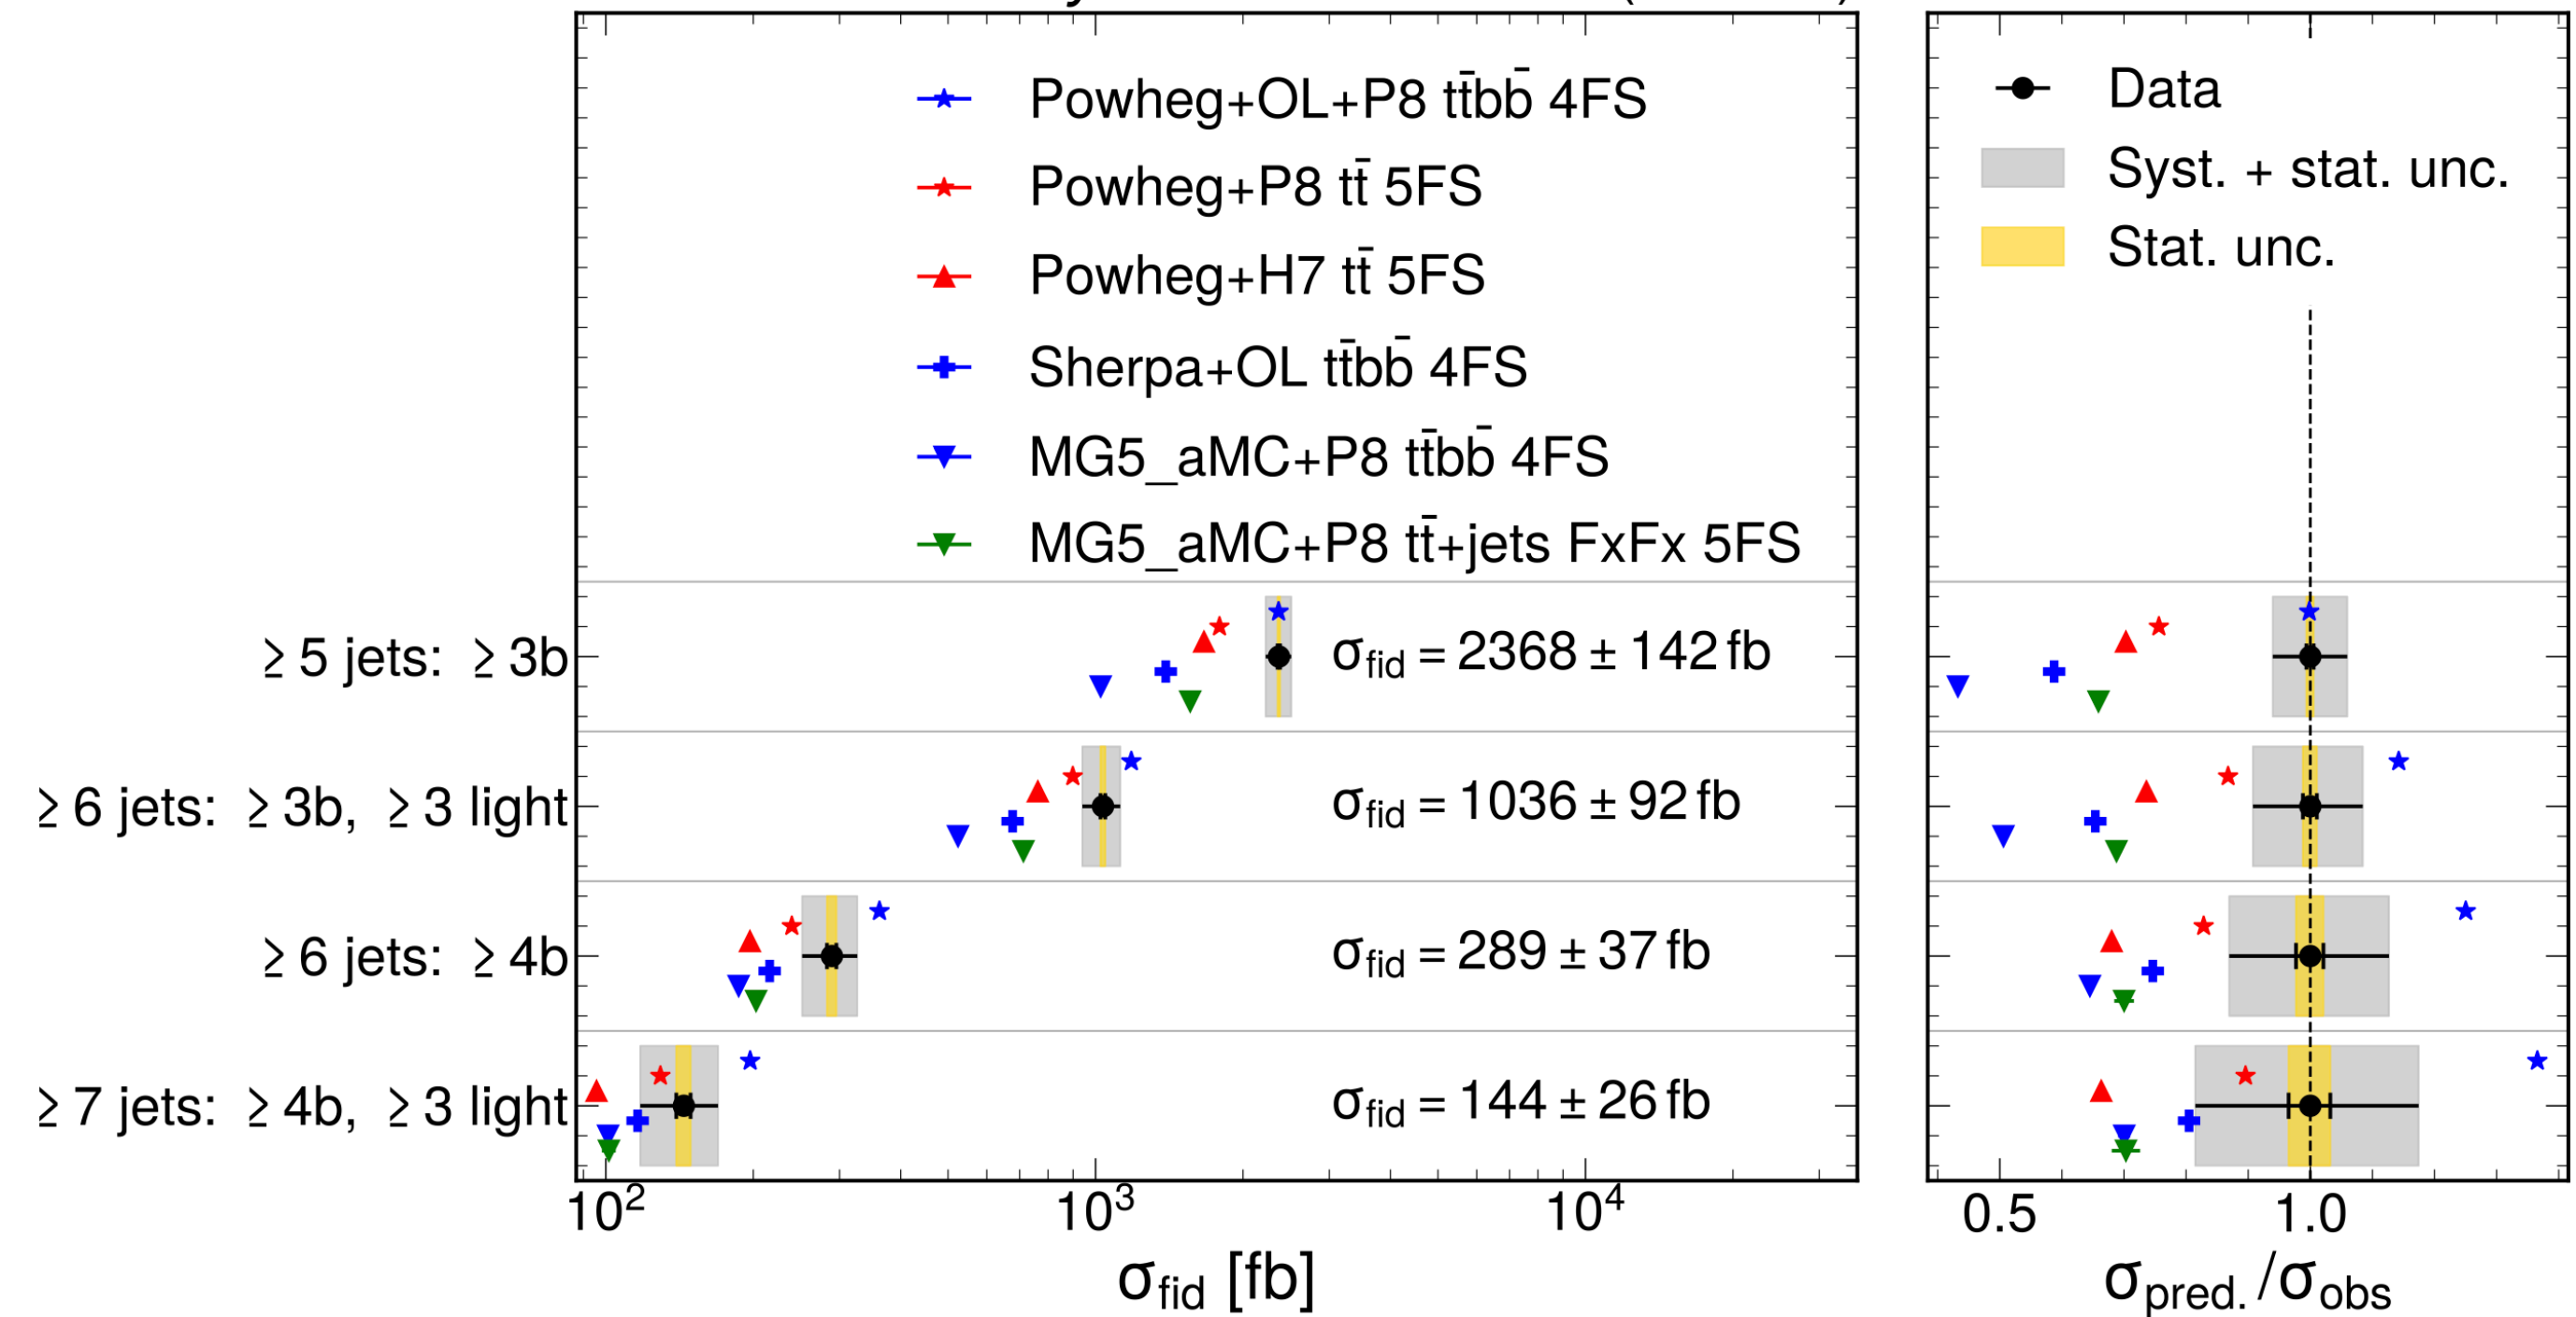 Powheg+OL+P8 tt̄bb̄ 4FS
Powheg+P8 tt̄ 5FS
Powheg+H7 tt̄ 5FS
Sherpa+OL tt̄bb̄ 4FS
MG5_aMC+P8 tt̄bb̄ 4FS
MG5_aMC+P8 tt̄+jets FxFx 5FS
Data
Syst. + stat. unc.
Stat. unc.
≥ 5 jets: ≥ 3b
σfid = 2368 ± 142 fb
≥ 6 jets: ≥ 3b, ≥ 3 light
σfid = 1036 ± 92 fb
≥ 6 jets: ≥ 4b
σfid = 289 ± 37 fb
≥ 7 jets: ≥ 4b, ≥ 3 light
σfid = 144 ± 26 fb
10² 10³ 10⁴
σfid [fb]
0.5 1.0
σpred. /σobs